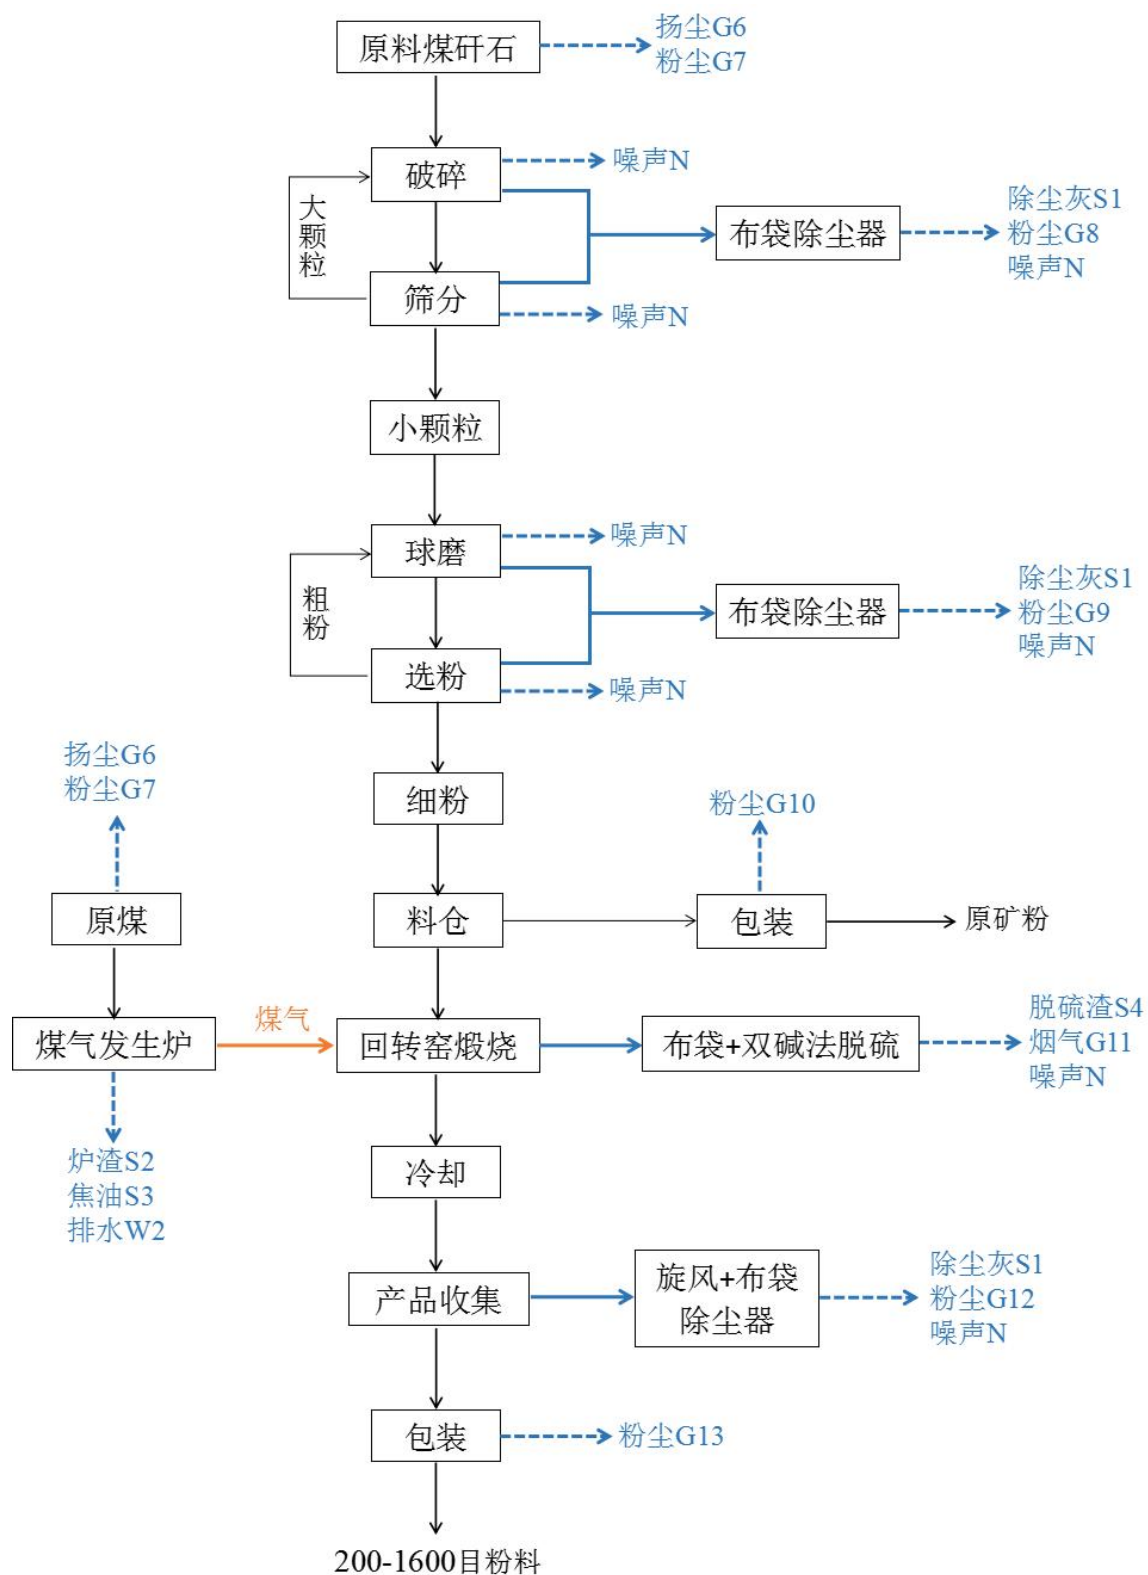 原料煤矸石
扬尘G6
粉尘G7
破碎
噪声N
大
颗
粒
布袋除尘器
除尘灰S1
粉尘G8
噪声N
筛分
噪声N
小颗粒
球磨
噪声N
粗
粉
布袋除尘器
除尘灰S1
粉尘G9
噪声N
选粉
噪声N
扬尘G6
粉尘G7
细粉
粉尘G10
原煤
料仓
包装
原矿粉
煤气发生炉
煤气
回转窑煅烧
布袋+双碱法脱硫
脱硫渣S4
烟气G11
噪声N
炉渣S2
焦油S3
排水W2
冷却
产品收集
旋风+布袋
除尘器
除尘灰S1
粉尘G12
噪声N
包装
粉尘G13
200-1600目粉料